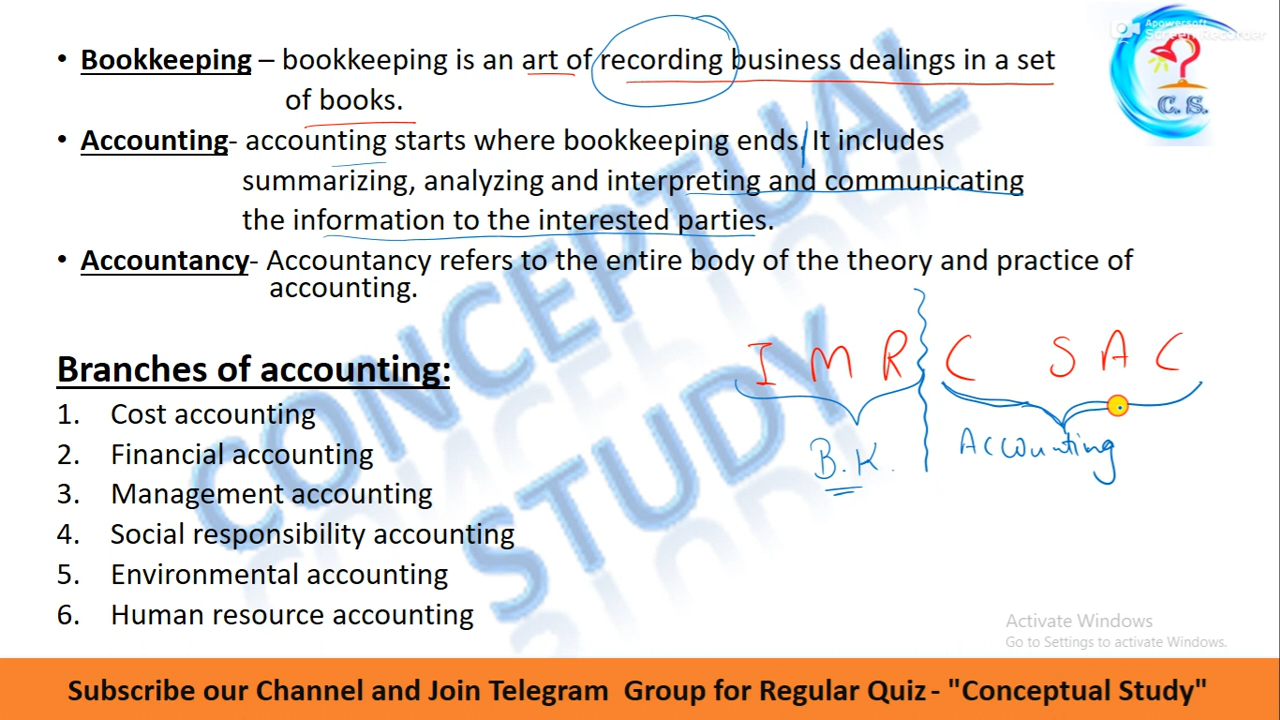 • Bookkeeping – bookkeeping is an art of recording business dealings in a set
of books.
• Accounting- accounting starts where bookkeeping ends. It includes
summarizing, analyzing and interpreting and communicating
the information to the interested parties.
• Accountancy- Accountancy refers to the entire body of the theory and practice of
accounting.
I M R C S A C
B.K. Accounting
Branches of accounting:
1. Cost accounting
2. Financial accounting
3. Management accounting
4. Social responsibility accounting
5. Environmental accounting
6. Human resource accounting
CONCEPTUAL
STUDY
Apowersoft
Screen Recorder
C. S.
Activate Windows
Go to Settings to activate Windows.
Subscribe our Channel and Join Telegram Group for Regular Quiz - "Conceptual Study"